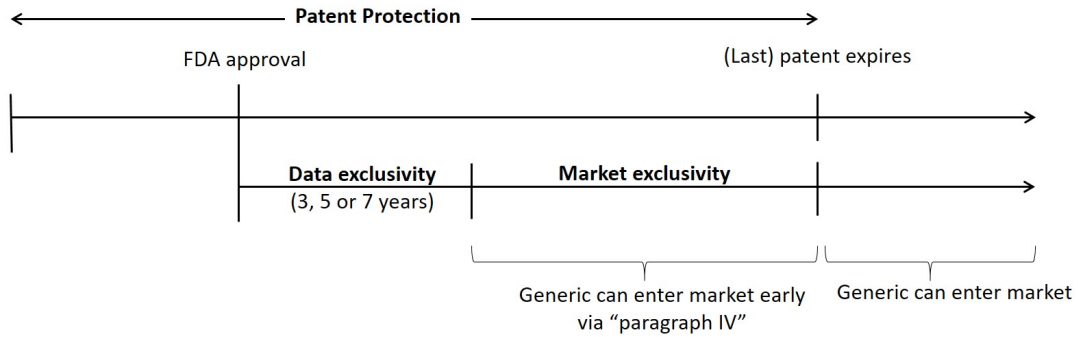 Patent Protection
FDA approval
(Last) patent expires
Data exclusivity
(3, 5 or 7 years)
Market exclusivity
Generic can enter market early
via “paragraph IV”
Generic can enter market